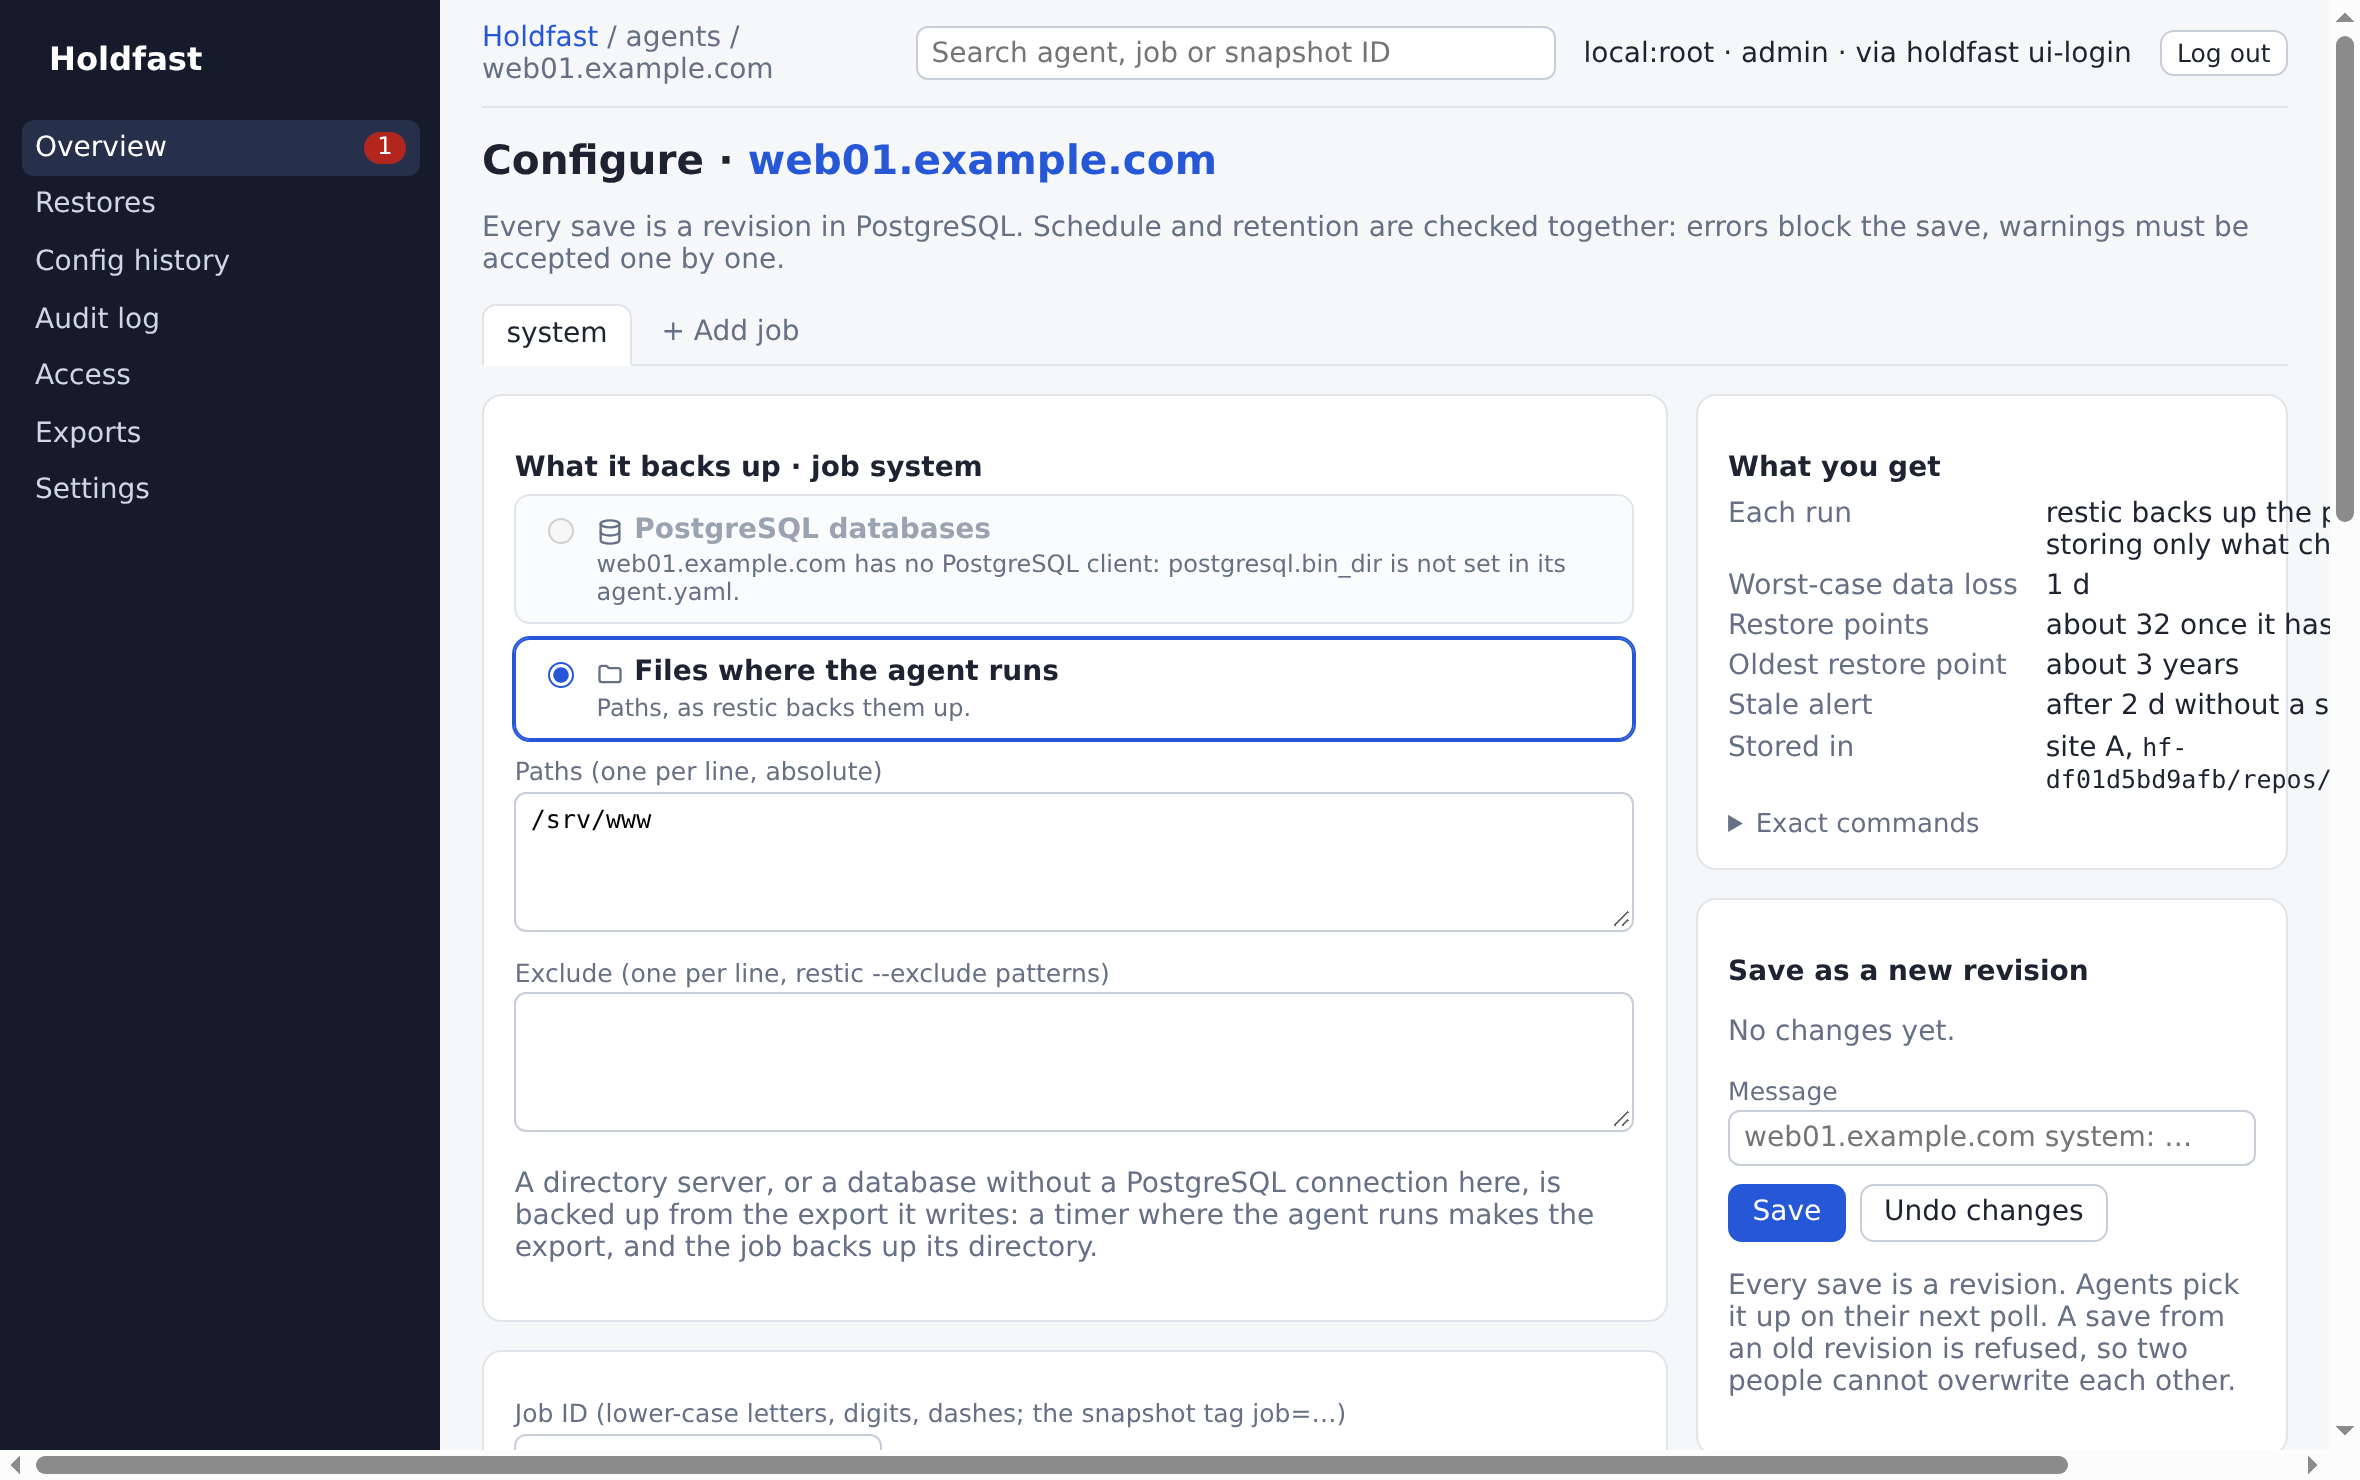 Holdfast
Overview 1
Restores
Config history
Audit log
Access
Exports
Settings
Holdfast / agents /
web01.example.com
Search agent, job or snapshot ID
local:root · admin · via holdfast ui-login
Log out
Configure · web01.example.com
Every save is a revision in PostgreSQL. Schedule and retention are checked together: errors block the save, warnings must be
accepted one by one.
system
+ Add job
What it backs up · job system
PostgreSQL databases
web01.example.com has no PostgreSQL client: postgresql.bin_dir is not set in its
agent.yaml.
Files where the agent runs
Paths, as restic backs them up.
Paths (one per line, absolute)
/srv/www
Exclude (one per line, restic --exclude patterns)
A directory server, or a database without a PostgreSQL connection here, is
backed up from the export it writes: a timer where the agent runs makes the
export, and the job backs up its directory.
Job ID (lower-case letters, digits, dashes; the snapshot tag job=...)
What you get
Each run restic backs up the
storing only what
Worst-case data loss 1 d
Restore points about 32 once it has
Oldest restore point about 3 years
Stale alert after 2 d without a
Stored in site A, hf-
df01d5bd9afb/repos/
▶ Exact commands
Save as a new revision
No changes yet.
Message
web01.example.com system: ...
Save
Undo changes
Every save is a revision. Agents pick
it up on their next poll. A save from
an old revision is refused, so two
people cannot overwrite each other.